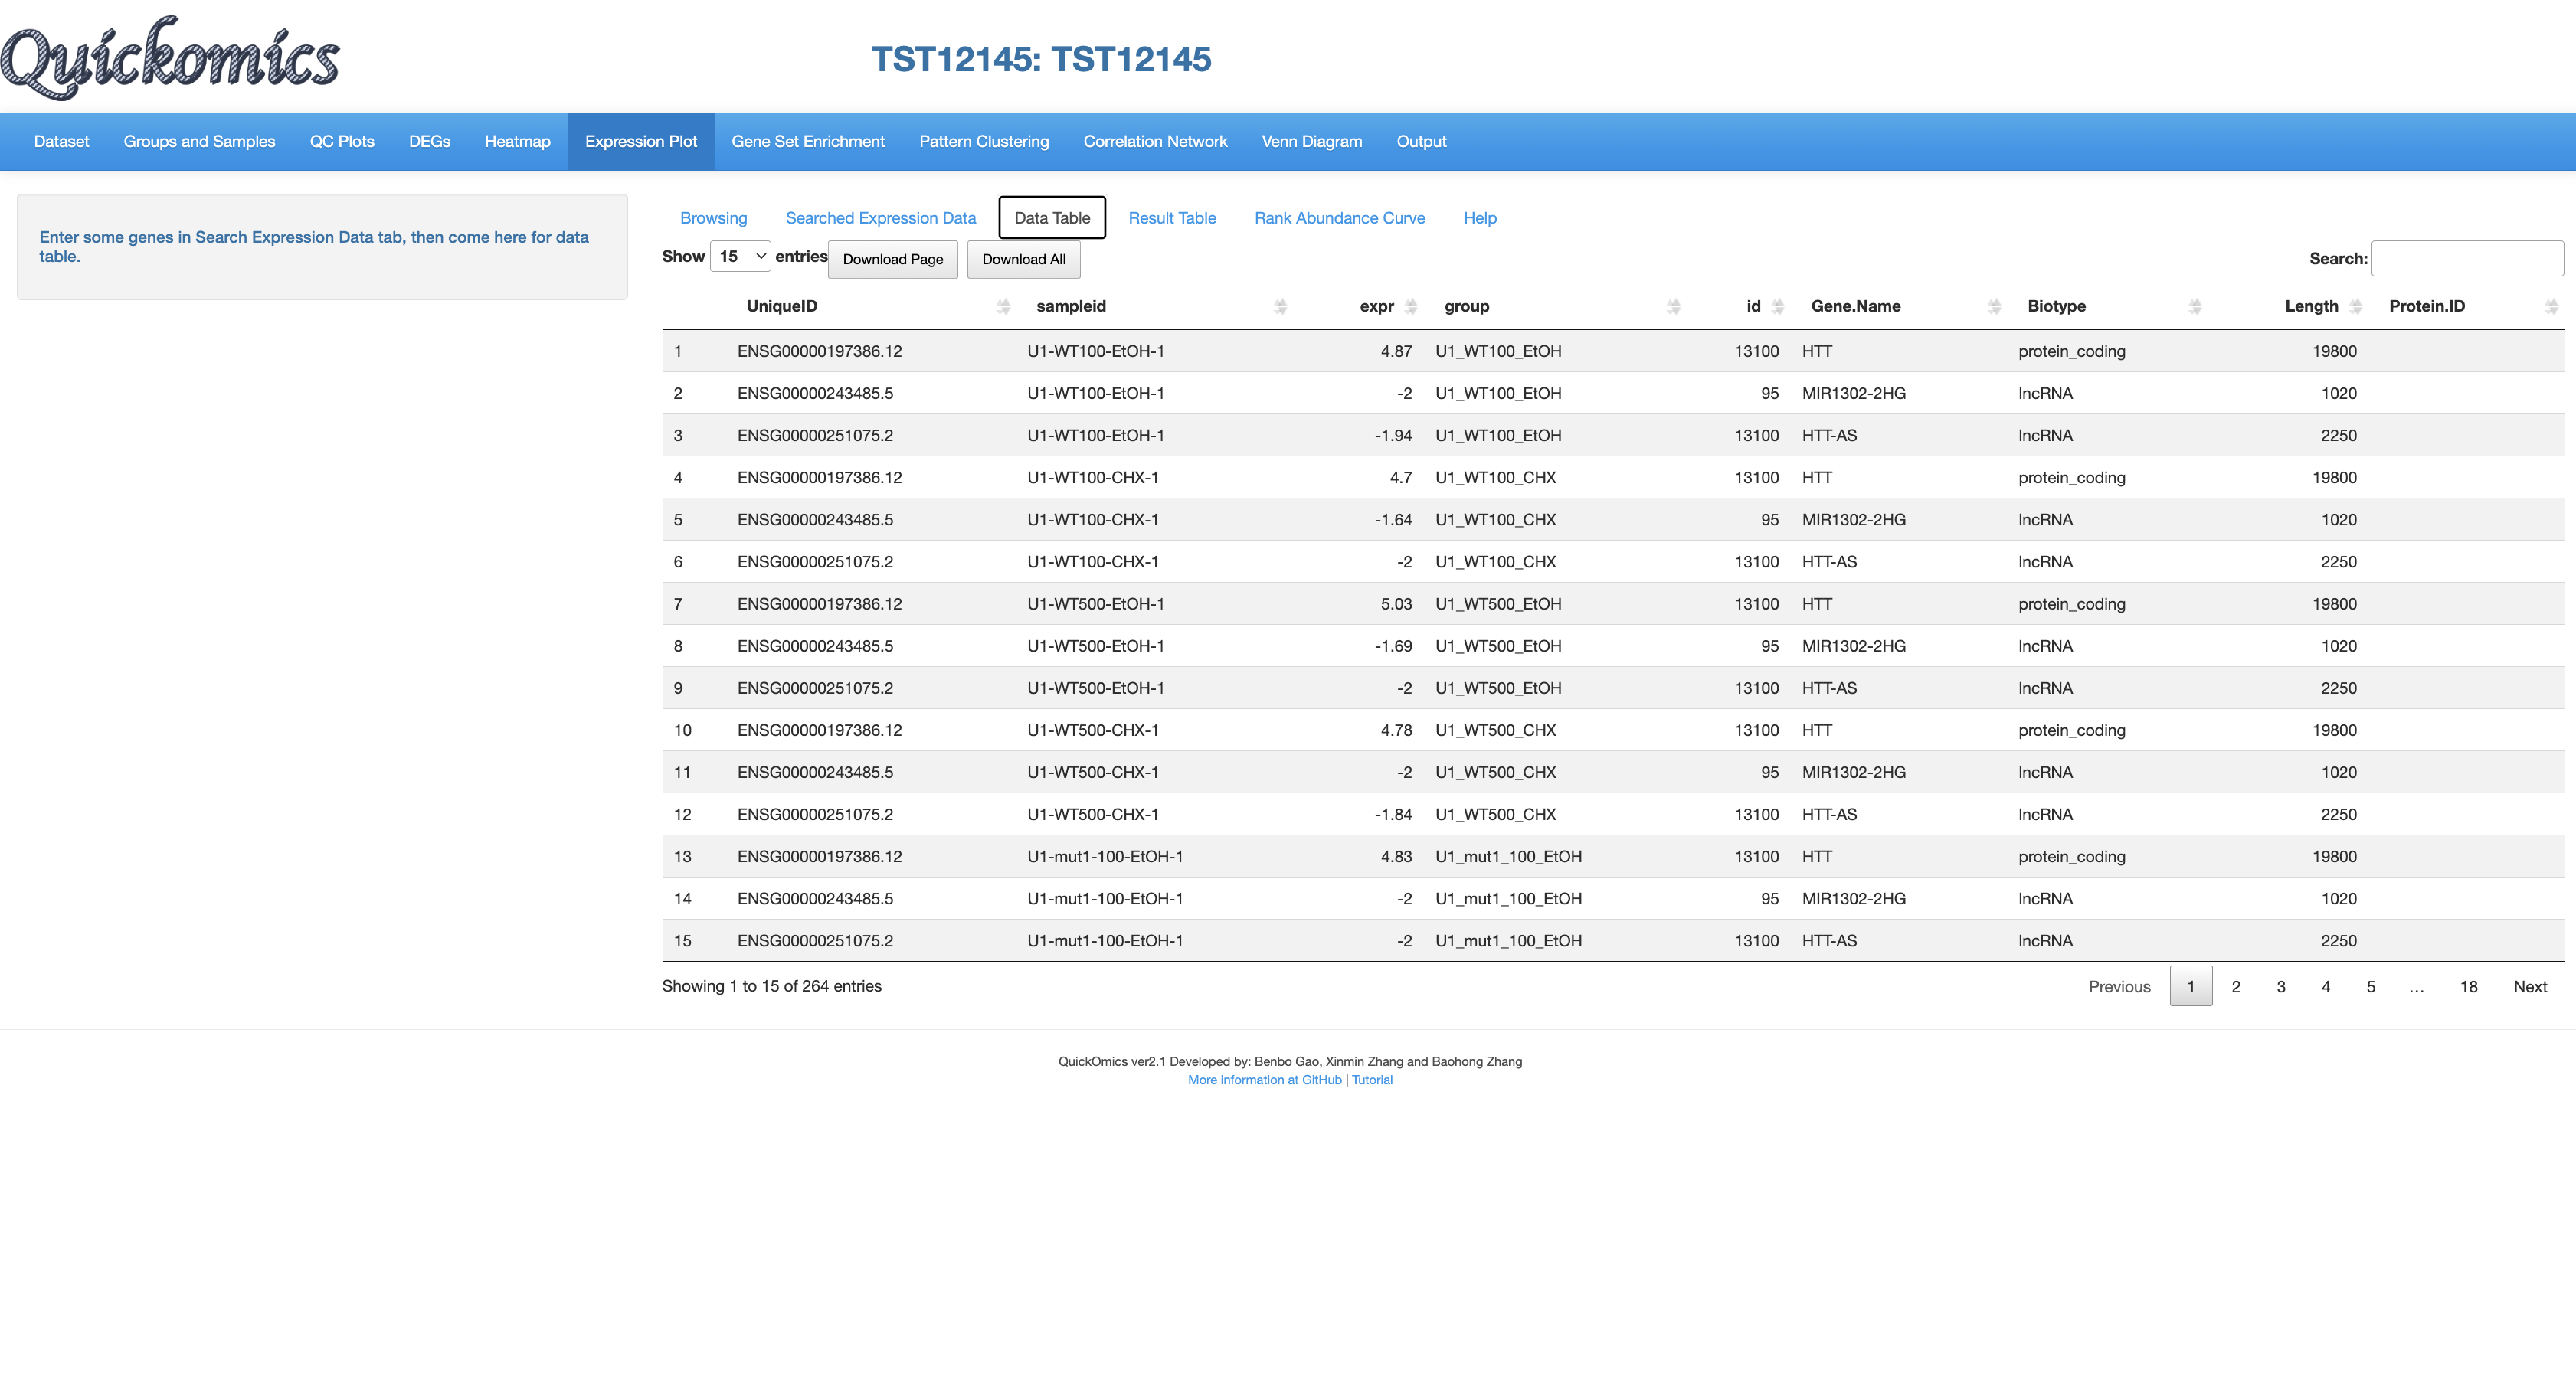 Quickomics
TST12145: TST12145
Dataset Groups and Samples QC Plots DEGs Heatmap Expression Plot Gene Set Enrichment Pattern Clustering Correlation Network Venn Diagram Output
Enter some genes in Search Expression Data tab, then come here for data
table.
Browsing Searched Expression Data Data Table Result Table Rank Abundance Curve Help
Show 15 entries Download Page Download All Search:
UniqueID sampleid expr group id Gene.Name Biotype Length Protein.ID
1 ENSG00000197386.12 U1-WT100-EtOH-1 4.87 U1_WT100_EtOH 13100 HTT protein_coding 19800
2 ENSG00000243485.5 U1-WT100-EtOH-1 -2 U1_WT100_EtOH 95 MIR1302-2HG lncRNA 1020
3 ENSG00000251075.2 U1-WT100-EtOH-1 -1.94 U1_WT100_EtOH 13100 HTT-AS lncRNA 2250
4 ENSG00000197386.12 U1-WT100-CHX-1 4.7 U1_WT100_CHX 13100 HTT protein_coding 19800
5 ENSG00000243485.5 U1-WT100-CHX-1 -1.64 U1_WT100_CHX 95 MIR1302-2HG lncRNA 1020
6 ENSG00000251075.2 U1-WT100-CHX-1 -2 U1_WT100_CHX 13100 HTT-AS lncRNA 2250
7 ENSG00000197386.12 U1-WT500-EtOH-1 5.03 U1_WT500_EtOH 13100 HTT protein_coding 19800
8 ENSG00000243485.5 U1-WT500-EtOH-1 -1.69 U1_WT500_EtOH 95 MIR1302-2HG lncRNA 1020
9 ENSG00000251075.2 U1-WT500-EtOH-1 -2 U1_WT500_EtOH 13100 HTT-AS lncRNA 2250
10 ENSG00000197386.12 U1-WT500-CHX-1 4.78 U1_WT500_CHX 13100 HTT protein_coding 19800
11 ENSG00000243485.5 U1-WT500-CHX-1 -2 U1_WT500_CHX 95 MIR1302-2HG lncRNA 1020
12 ENSG00000251075.2 U1-WT500-CHX-1 -1.84 U1_WT500_CHX 13100 HTT-AS lncRNA 2250
13 ENSG00000197386.12 U1-mut1-100-EtOH-1 4.83 U1_mut1_100_EtOH 13100 HTT protein_coding 19800
14 ENSG00000243485.5 U1-mut1-100-EtOH-1 -2 U1_mut1_100_EtOH 95 MIR1302-2HG lncRNA 1020
15 ENSG00000251075.2 U1-mut1-100-EtOH-1 -2 U1_mut1_100_EtOH 13100 HTT-AS lncRNA 2250
Showing 1 to 15 of 264 entries Previous 1 2 3 4 5 … 18 Next
QuickOmics ver2.1 Developed by: Benbo Gao, Xinmin Zhang and Baohong Zhang
More information at GitHub | Tutorial